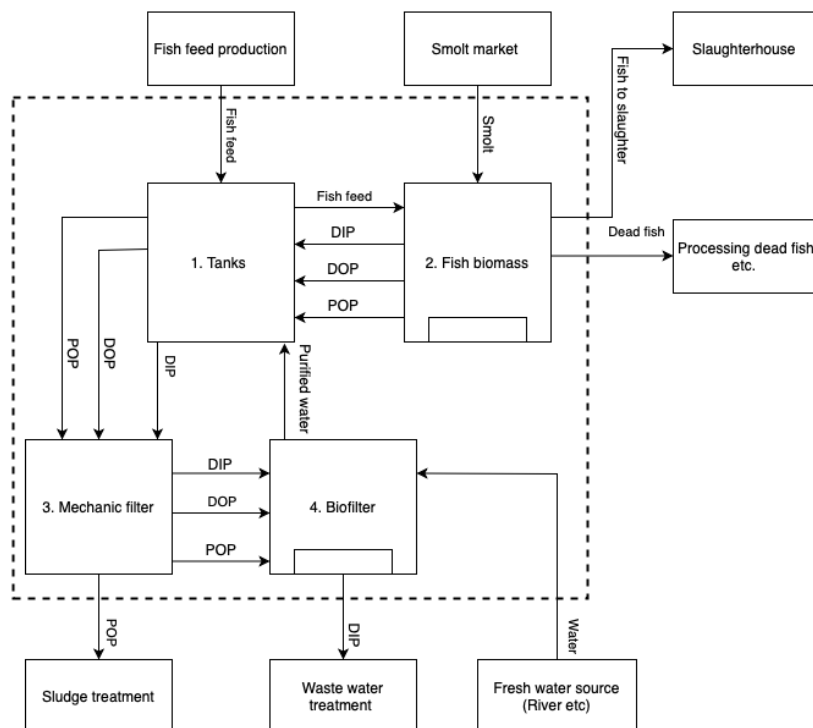 Fish feed production
Smolt market
Slaughterhouse
Fish feed
Smolt
Fish to slaughter
Fish feed
DIP
DOP
POP
1. Tanks
2. Fish biomass
Dead fish
Processing dead fish
etc.
POP
DOP
DIP
Purified water
3. Mechanic filter
DIP
DOP
POP
4. Biofilter
POP
DIP
Water
Sludge treatment
Waste water
treatment
Fresh water source
(River etc)